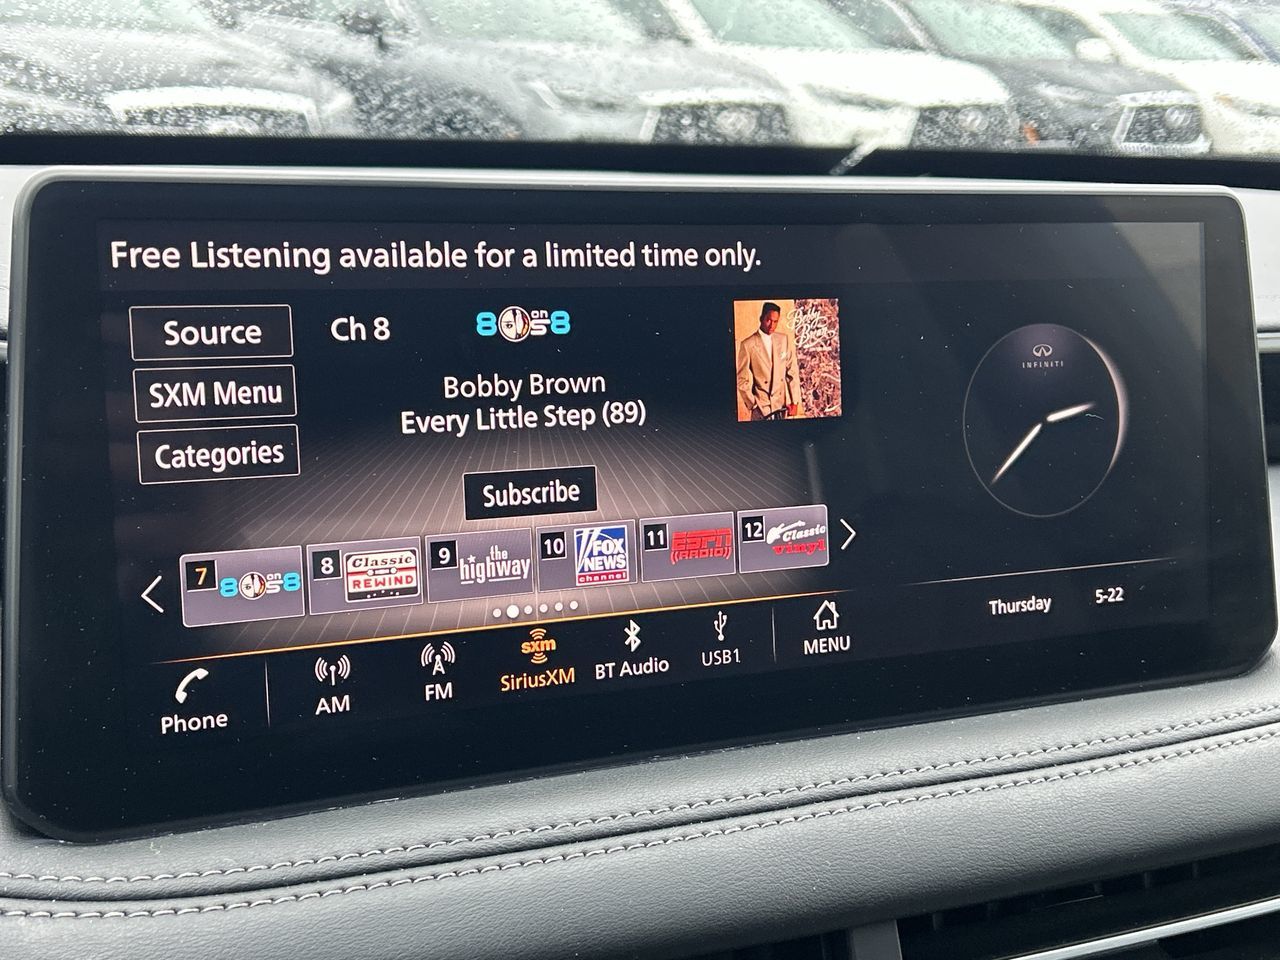 Free Listening available for a limited time only.
Source
Ch 8
80s on 8
Bobby Brown
SXM Menu
Bobby Brown
Every Little Step (89)
Categories
INFINITI
Subscribe
7
80s on 8
8
Classic
REWIND
9
the
highway
10
FOX
NEWS
channel
11
ESPN
RADIO
12
Classic
vinyl
Thursday
5-22
Phone
AM
FM
sxm
SiriusXM
BT Audio
USB1
MENU